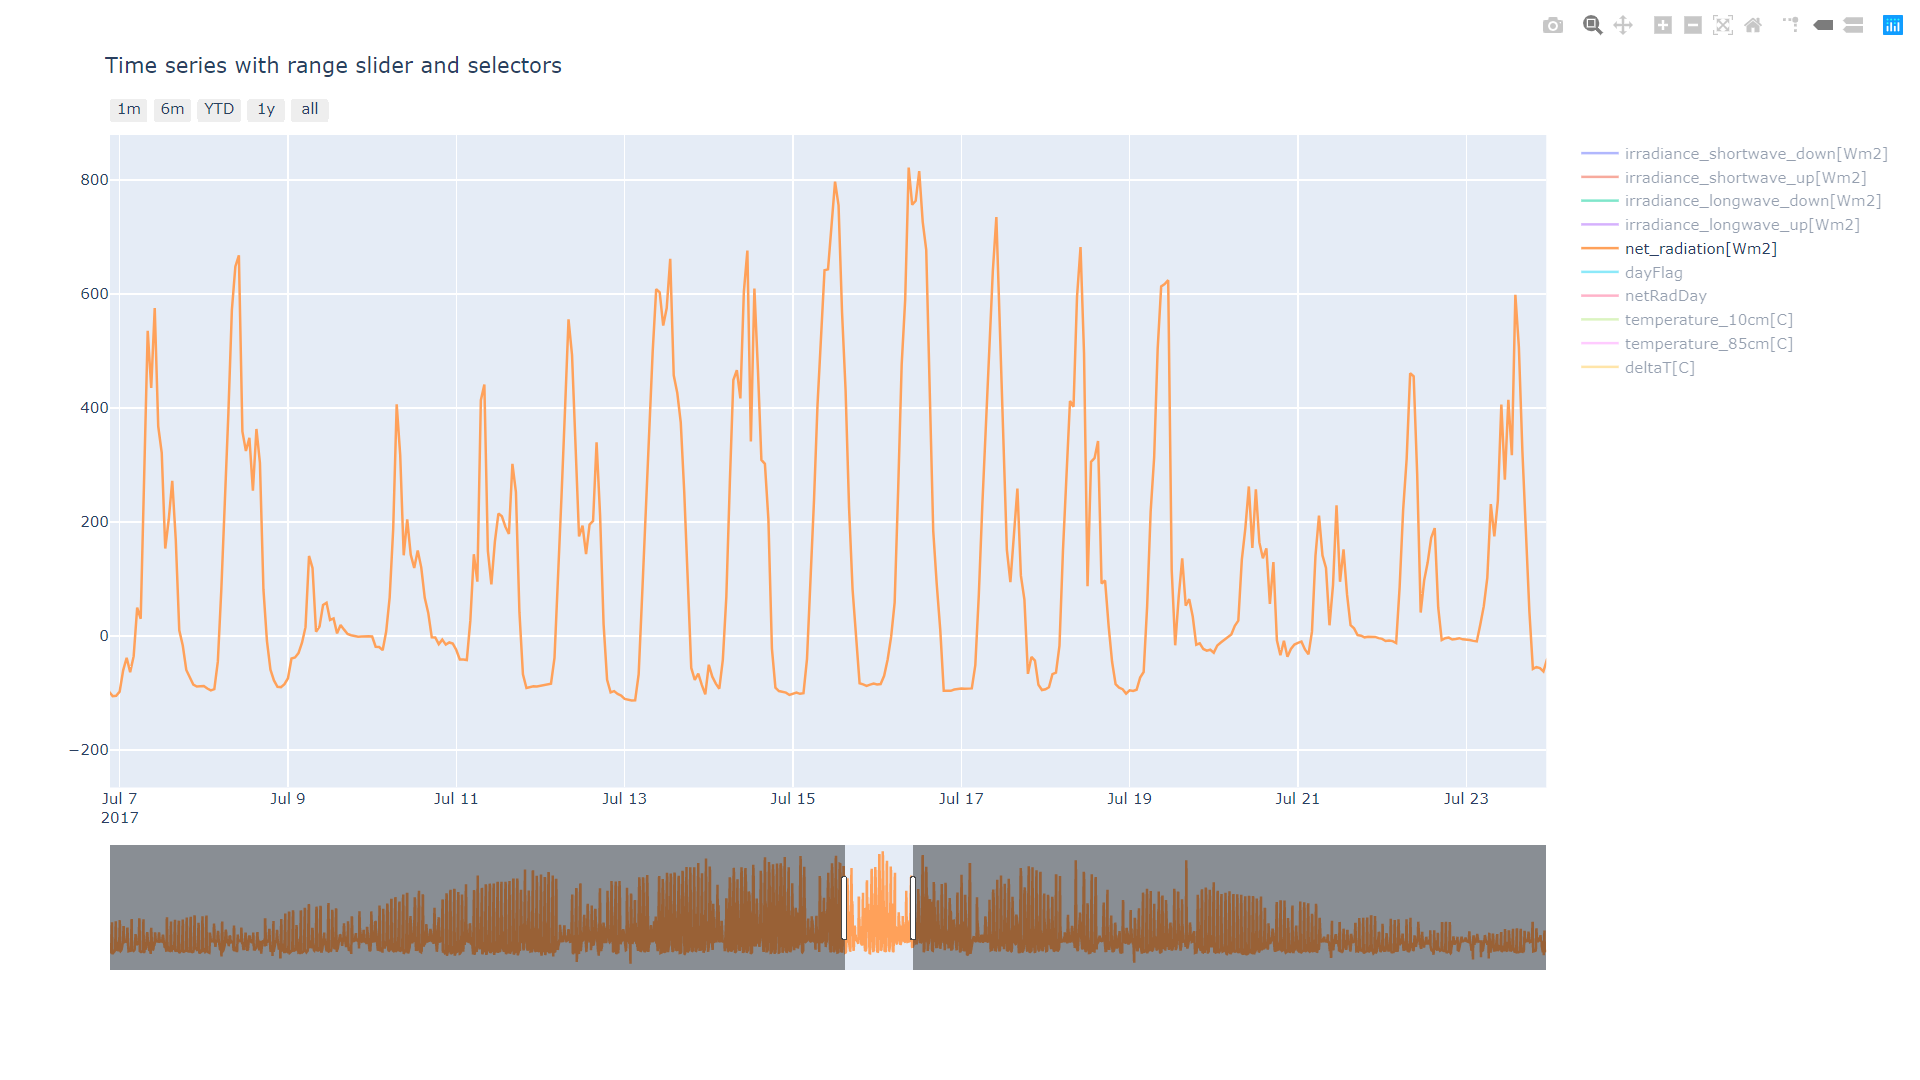 Time series with range slider and selectors
1m 6m YTD 1y all
irradiance_shortwave_down[Wm2]
irradiance_shortwave_up[Wm2]
irradiance_longwave_down[Wm2]
irradiance_longwave_up[Wm2]
net_radiation[Wm2]
dayFlag
netRadDay
temperature_10cm[C]
temperature_85cm[C]
deltaT[C]
800
600
400
200
0
−200
Jul 7 Jul 9 Jul 11 Jul 13 Jul 15 Jul 17 Jul 19 Jul 21 Jul 23
2017